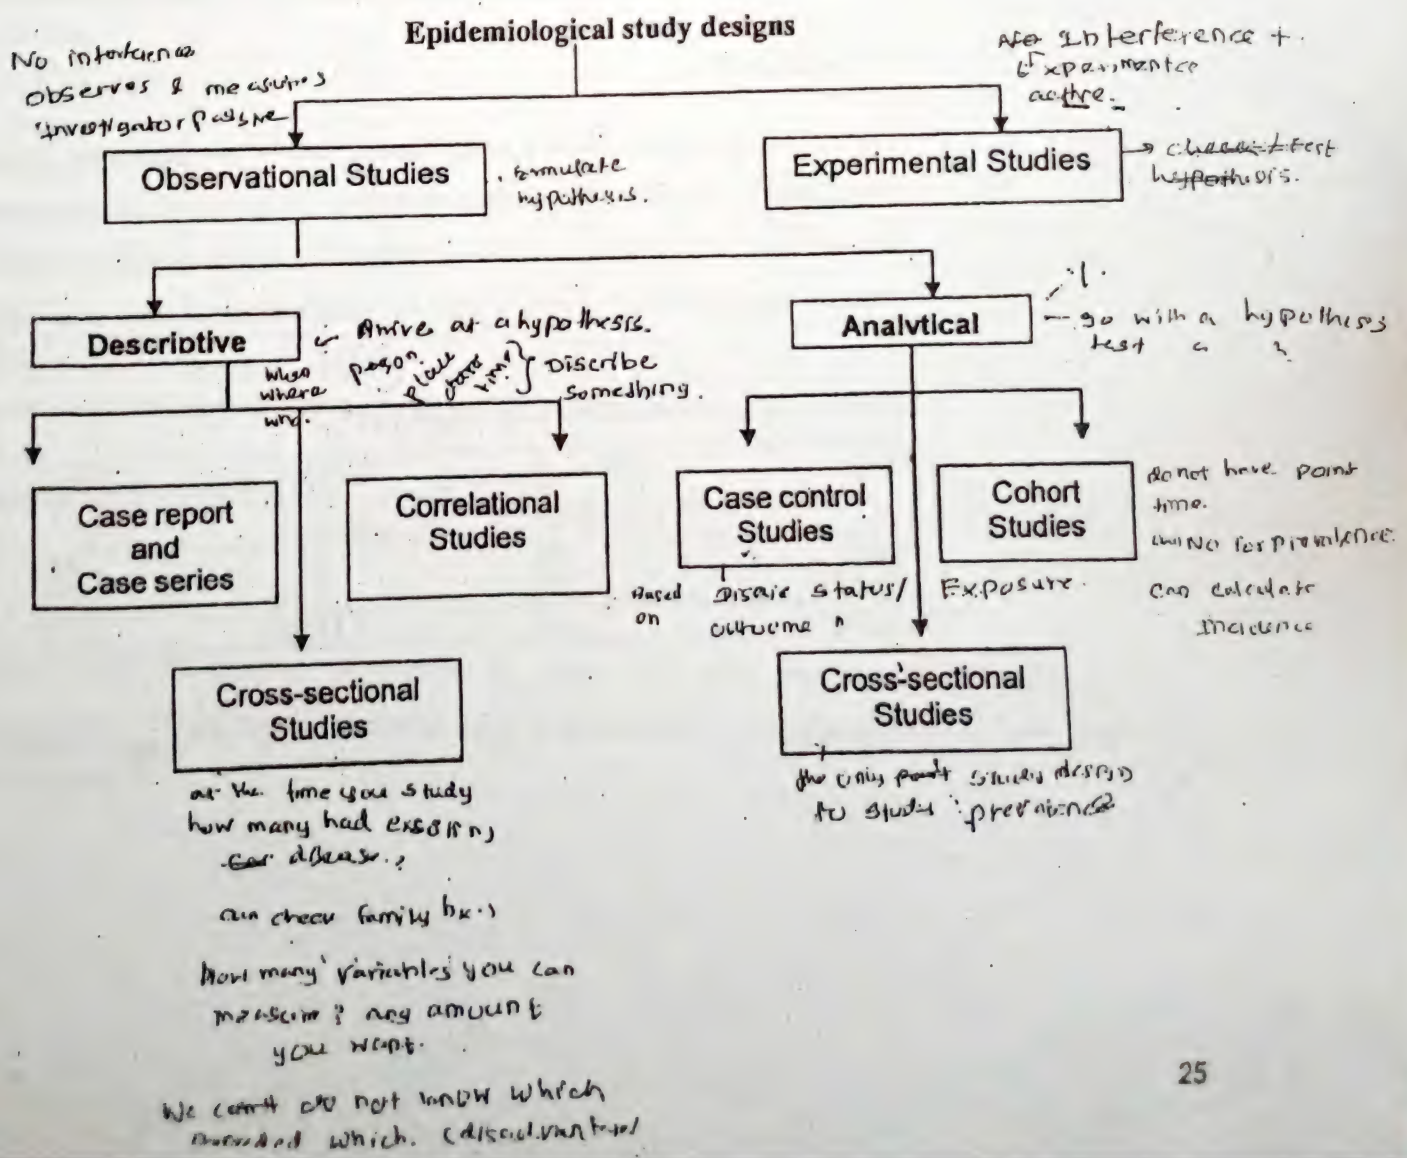 Epidemiological study designs
No interference
observes & measures
investigator passive
Interference +.
Experimenter
active.
Observational Studies
. formulate
hypothesis.
Experimental Studies
test
hypothesis.
Descriptive
Arrive at a hypothesis.
when
where
who.
person
place
time
} Discribe
something.
Analytical
go with a hypothesis
test
Case report
and
Case series
Correlational
Studies
Case control
Studies
Cohort
Studies
do not have point
time.
No for prevalence.
can calculate
Incidence
Based
on
Disease status/
outcome
Exposure.
Cross-sectional
Studies
Cross-sectional
Studies
at the time you study
how many had
disease.
can check family hx.
How many variables you can
measure? any amount
you want.
We do not know which
which. (disadvantage)
the only study design
to study prevalence
25